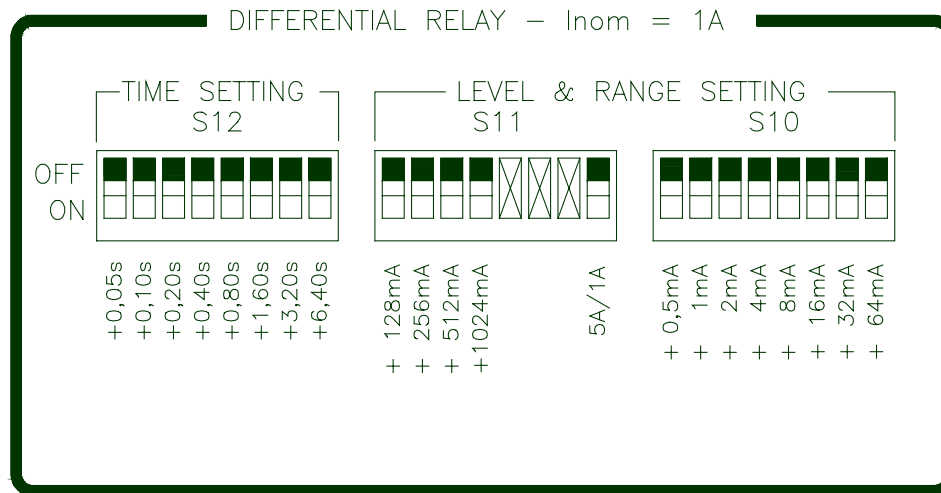 DIFFERENTIAL RELAY - Inom = 1A
TIME SETTING
S12
LEVEL & RANGE SETTING
S11
S10
OFF
ON
+0,05s
+0,10s
+0,20s
+0,40s
+0,80s
+1,60s
+3,20s
+6,40s
+ 128mA
+ 256mA
+ 512mA
+1024mA
5A/1A
+ 0,5mA
+ 1mA
+ 2mA
+ 4mA
+ 8mA
+ 16mA
+ 32mA
+ 64mA